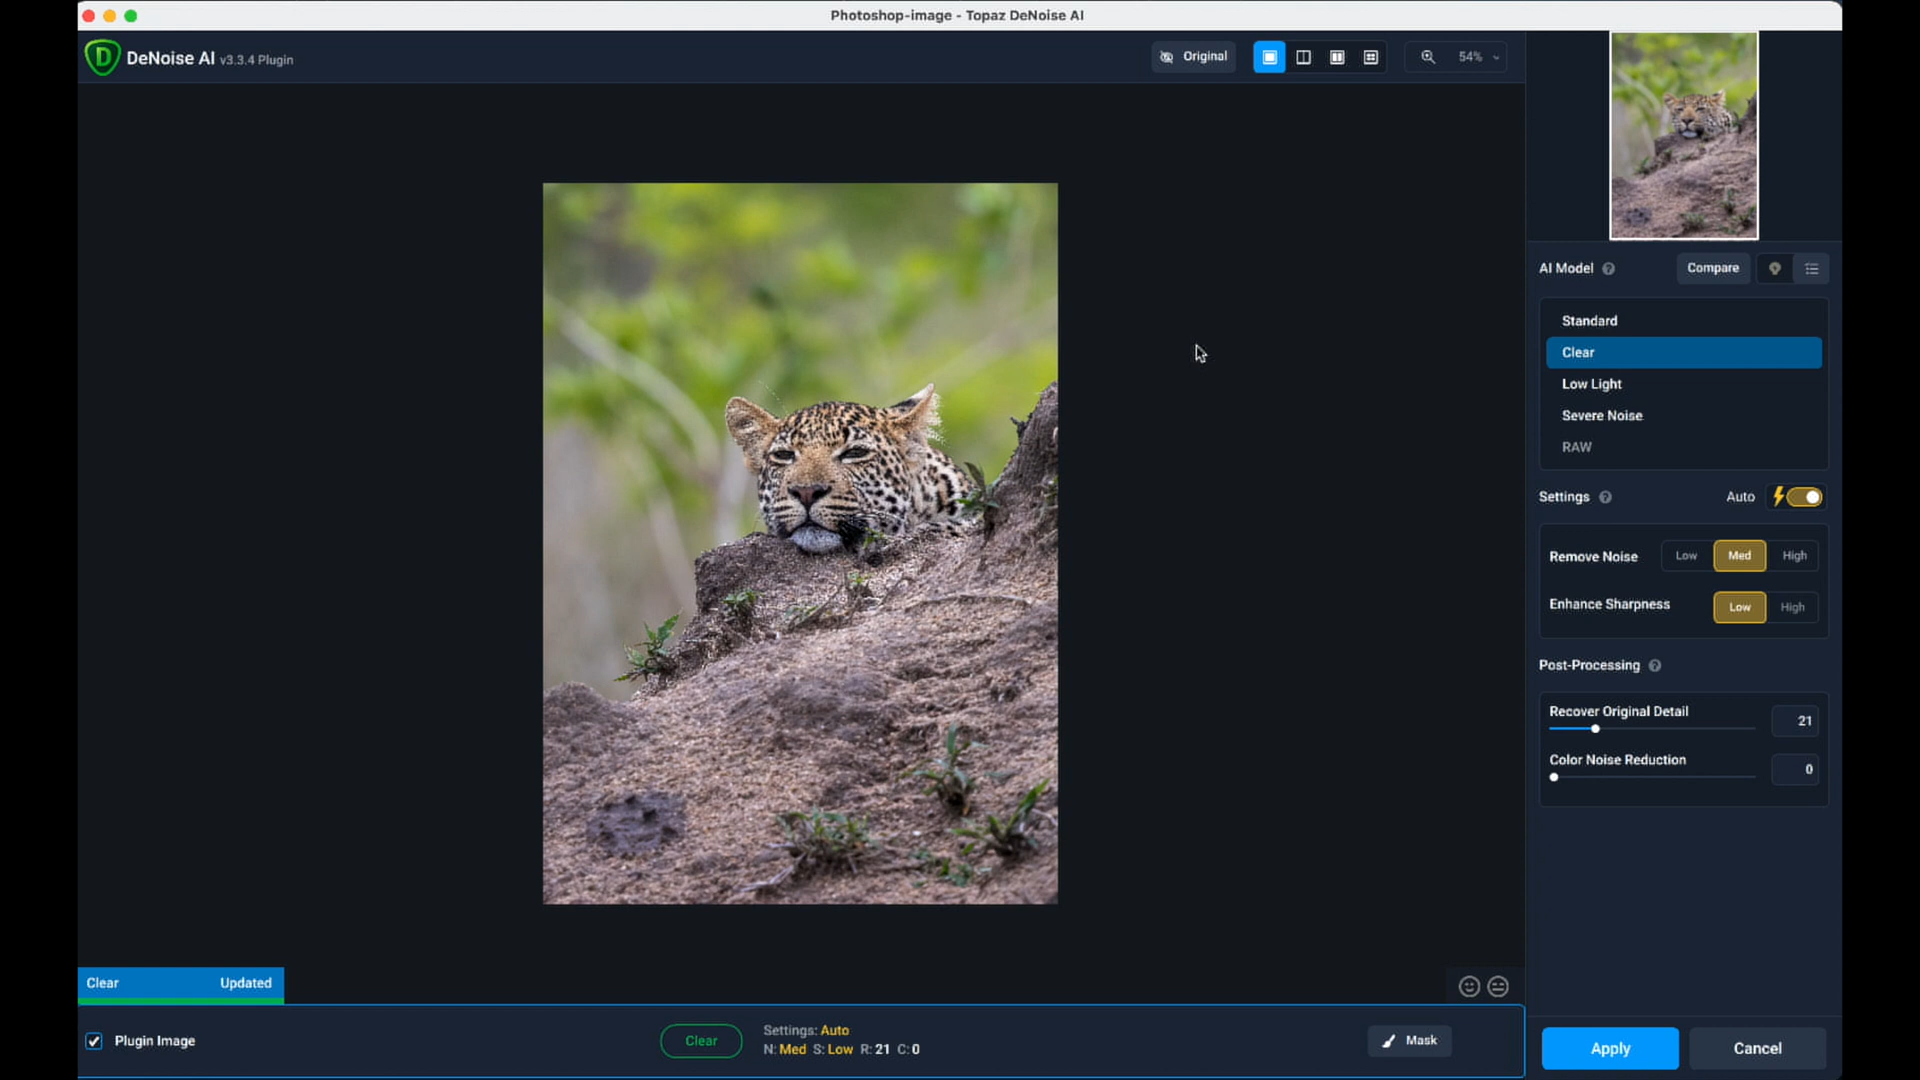 Photoshop-image - Topaz DeNoise AI
DeNoise AI v3.3.4 Plugin
Original
54%
AI Model
Compare
Standard
Clear
Low Light
Severe Noise
RAW
Settings
Auto
Remove Noise
Low
Med
High
Enhance Sharpness
Low
High
Post-Processing
Recover Original Detail
21
Color Noise Reduction
0
Clear
Updated
Plugin Image
Clear
Settings: Auto
N: Med S: Low R: 21 C: 0
Mask
Apply
Cancel